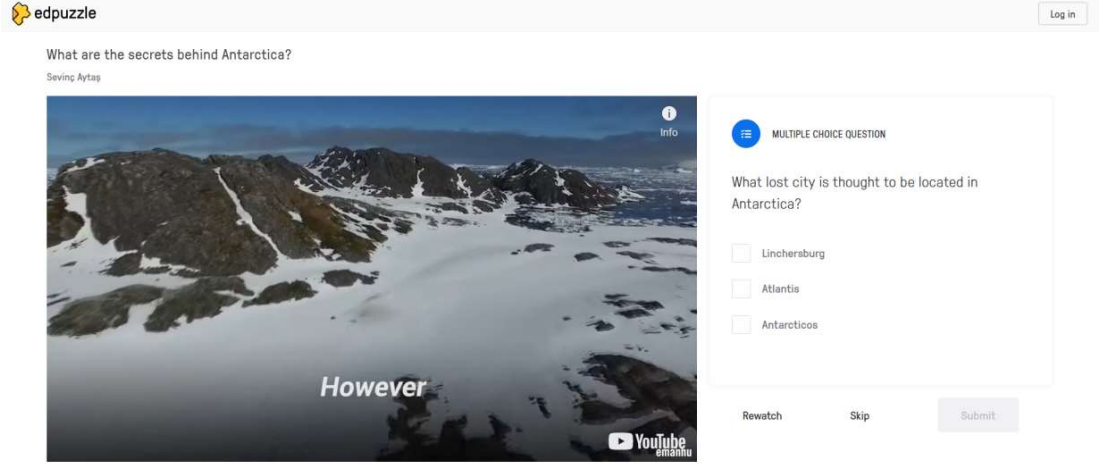 edpuzzle
Log in
What are the secrets behind Antarctica?
Sevinç Aytaş
Info
However
YouTube
emanhu
MULTIPLE CHOICE QUESTION
What lost city is thought to be located in
Antarctica?
Linchersburg
Atlantis
Antarcticos
Rewatch
Skip
Submit